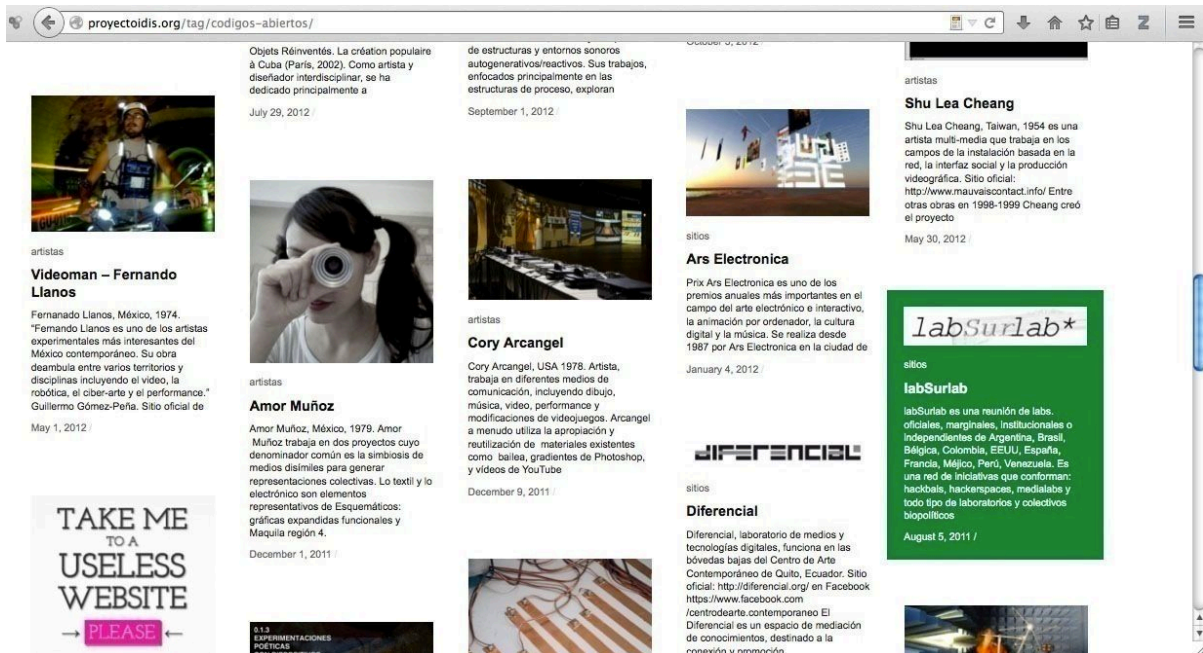 proyectoidis.org/tag/codigos-abiertos/
artistas
Videoman – Fernando
Llanos
Fernanado Llanos, México, 1974.
"Fernando Llanos es uno de los artistas
experimentales más interesantes del
México contemporáneo. Su obra
deambula entre varios territorios y
disciplinas incluyendo el video, la
robótica, el ciber-arte y el performance."
Guillermo Gómez-Peña. Sitio oficial de
May 1, 2012 /
TAKE ME
TO A
USELESS
WEBSITE
→ PLEASE ←
Objets Réinventés. La création populaire
à Cuba (París, 2002). Como artista y
diseñador interdisciplinar, se ha
dedicado principalmente a
July 29, 2012 /
artistas
Amor Muñoz
Amor Muñoz, México, 1979. Amor
Muñoz trabaja en dos proyectos cuyo
denominador común es la simbiosis de
medios disímiles para generar
representaciones colectivas. Lo textil y lo
electrónico son elementos
representativos de Esquemáticos:
gráficas expandidas funcionales y
Maquila región 4.
December 1, 2011 /
0.1.3
EXPERIMENTACIONES
POÉTICAS
de estructuras y entornos sonoros
autogenerativos/reactivos. Sus trabajos,
enfocados principalmente en las
estructuras de proceso, exploran
September 1, 2012 /
artistas
Cory Arcangel
Cory Arcangel, USA 1978. Artista,
trabaja en diferentes medios de
comunicación, incluyendo dibujo,
música, video, performance y
modificaciones de videojuegos. Arcangel
a menudo utiliza la apropiación y
reutilización de materiales existentes
como bailea, gradientes de Photoshop,
y vídeos de YouTube
December 9, 2011 /
October 5, 2012 /
sitios
Ars Electronica
Prix Ars Electronica es uno de los
premios anuales más importantes en el
campo del arte electrónico e interactivo,
la animación por ordenador, la cultura
digital y la música. Se realiza desde
1987 por Ars Electronica en la ciudad de
January 4, 2012 /
DIFERENCIAL
sitios
Diferencial
Diferencial, laboratorio de medios y
tecnologías digitales, funciona en las
bóvedas bajas del Centro de Arte
Contemporáneo de Quito, Ecuador. Sitio
oficial: http://diferencial.org/ en Facebook
https://www.facebook.com
/centrodearte.contemporaneo El
Diferencial es un espacio de mediación
de conocimientos, destinado a la
conexión y promoción
artistas
Shu Lea Cheang
Shu Lea Cheang, Taiwan, 1954 es una
artista multi-media que trabaja en los
campos de la instalación basada en la
red, la interfaz social y la producción
videográfica. Sitio oficial:
http://www.mauvaiscontact.info/ Entre
otras obras en 1998-1999 Cheang creó
el proyecto
May 30, 2012 /
labSurlab*
sitios
labSurlab
labSurlab es una reunión de labs.
oficiales, marginales, institucionales o
independientes de Argentina, Brasil,
Bélgica, Colombia, EEUU, España,
Francia, Méjico, Perú, Venezuela. Es
una red de iniciativas que conforman:
hackbals, hackerspaces, medialabs y
todo tipo de laboratorios y colectivos
biopolíticos
August 5, 2011 /